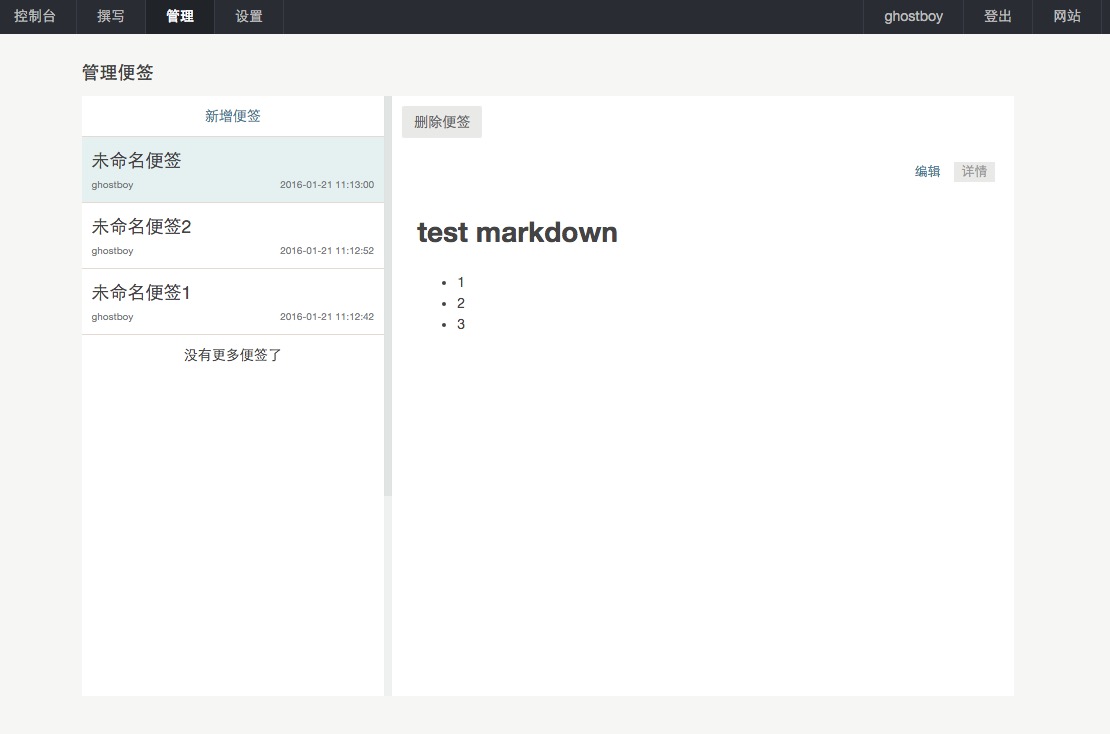 控制台 撰写 管理 设置 ghostboy 登出 网站
管理便签
新增便签
未命名便签
ghostboy 2016-01-21 11:13:00
未命名便签2
ghostboy 2016-01-21 11:12:52
未命名便签1
ghostboy 2016-01-21 11:12:42
没有更多便签了
删除便签
编辑 详情
test markdown
• 1
• 2
• 3